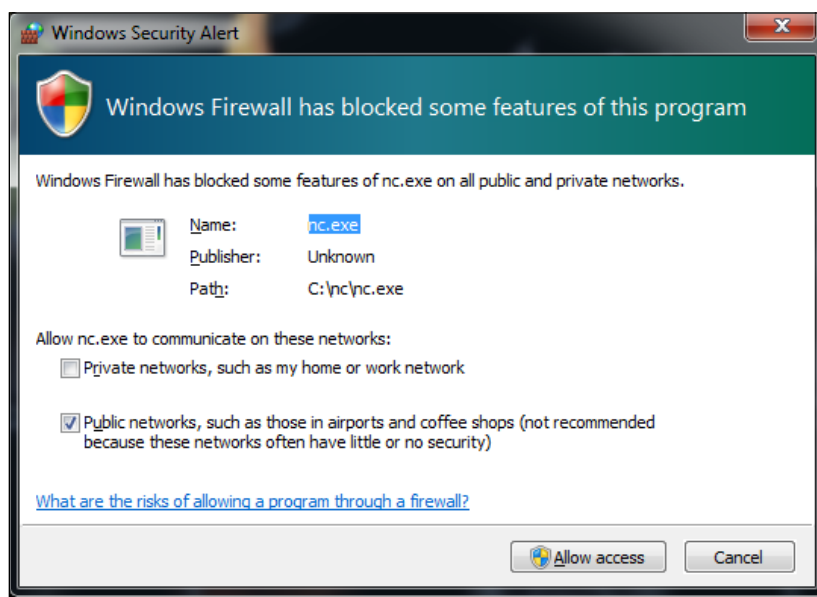 Windows Security Alert
Windows Firewall has blocked some features of this program
Windows Firewall has blocked some features of nc.exe on all public and private networks.
Name: nc.exe
Publisher: Unknown
Path: C:\nc\nc.exe
Allow nc.exe to communicate on these networks:
Private networks, such as my home or work network
Public networks, such as those in airports and coffee shops (not recommended
because these networks often have little or no security)
What are the risks of allowing a program through a firewall?
Allow access Cancel